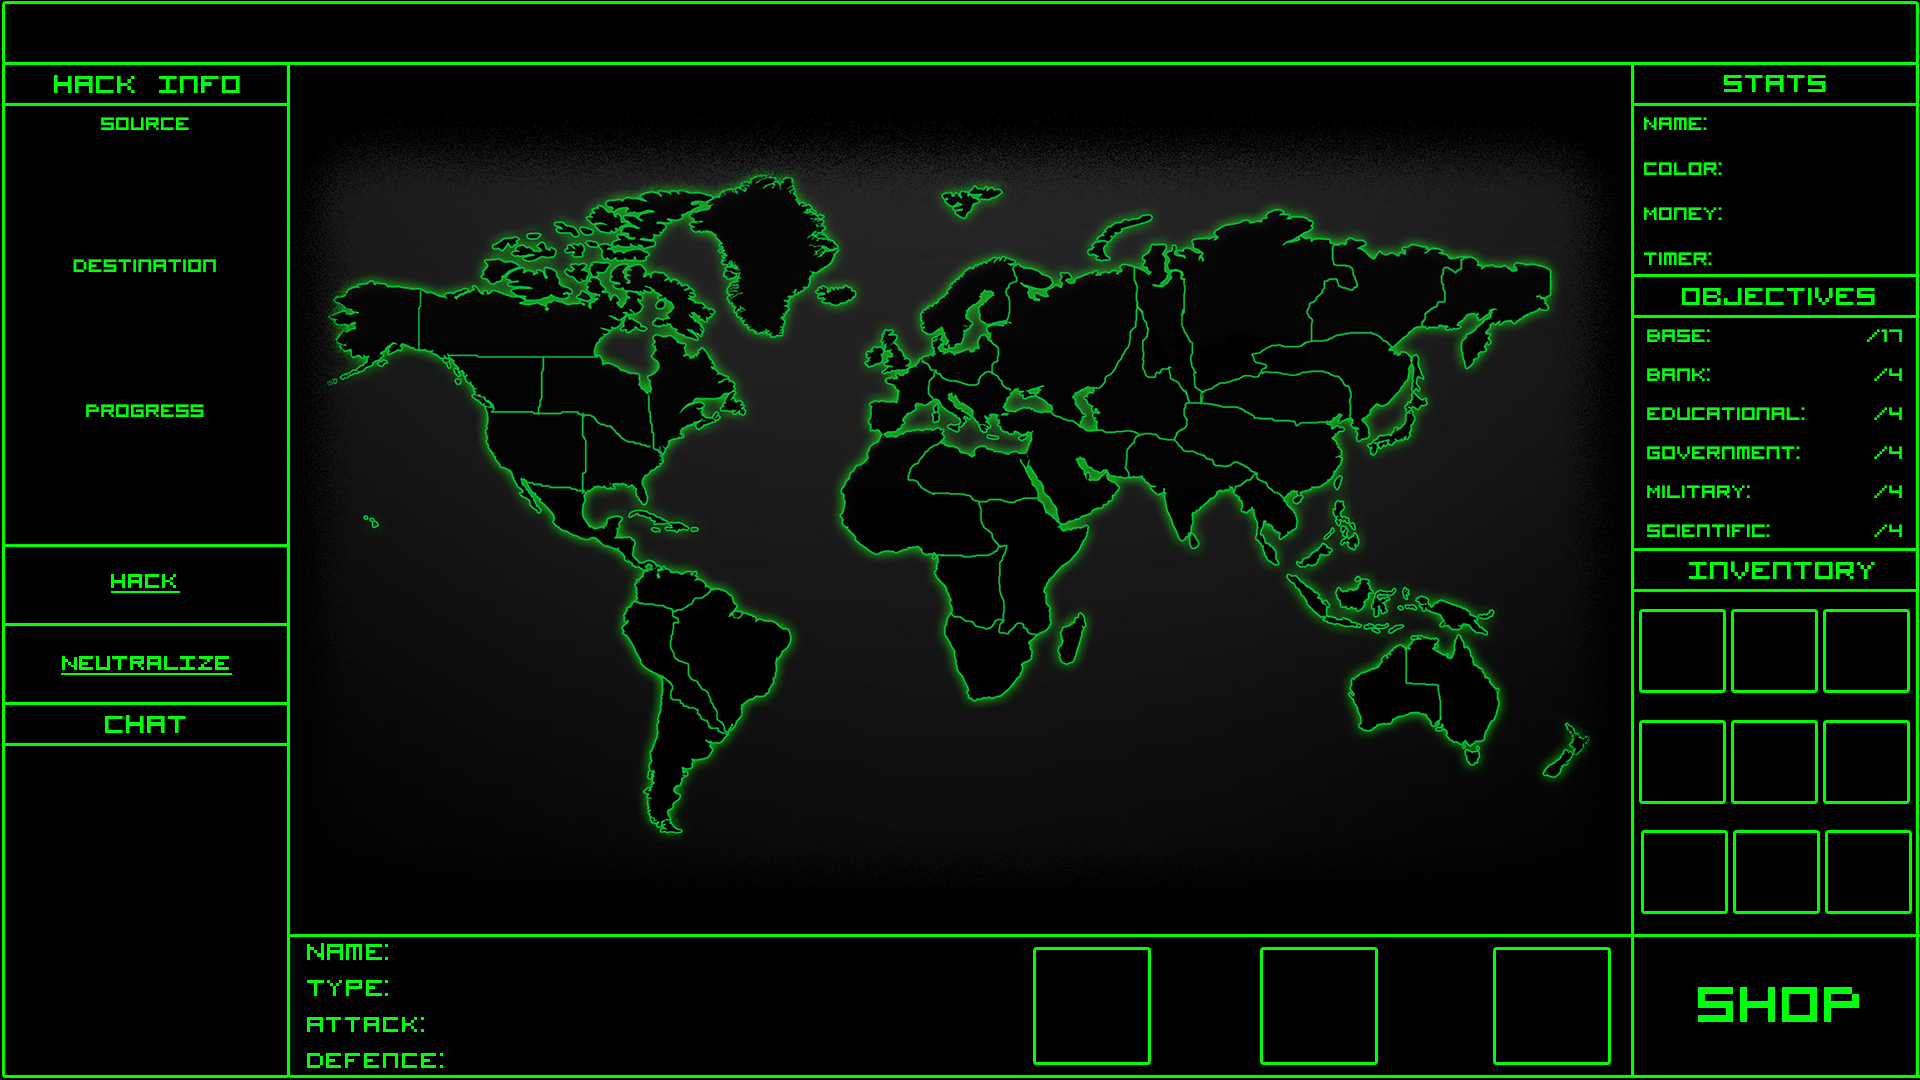 HACK INFO
SOURCE
DESTINATION
PROGRESS
HACK
NEUTRALIZE
CHAT
NAME:
TYPE:
ATTACK:
DEFENCE:
STATS
NAME:
COLOR:
MONEY:
TIMER:
OBJECTIVES
BASE: /17
BANK: /4
EDUCATIONAL: /4
GOVERNMENT: /4
MILITARY: /4
SCIENTIFIC: /4
INVENTORY
SHOP